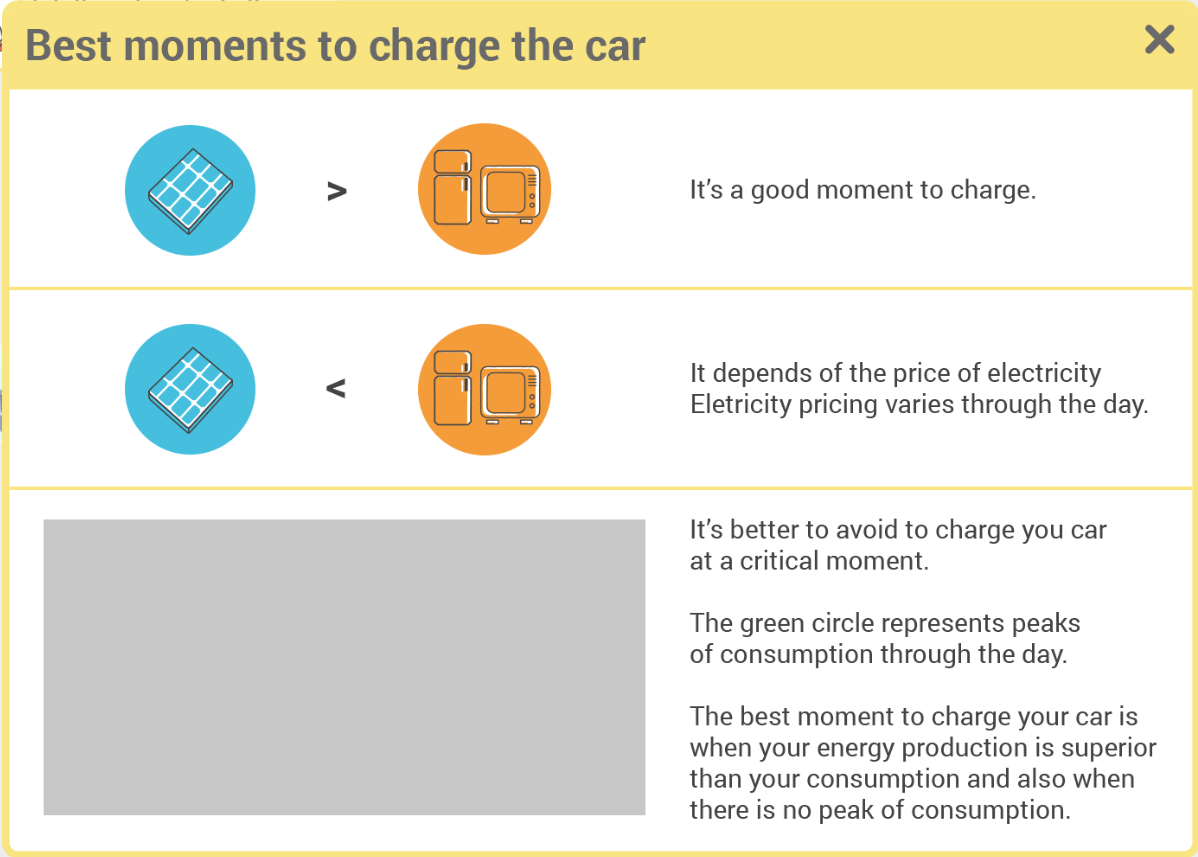 Best moments to charge the car
>
It’s a good moment to charge.
<
It depends of the price of electricity
Eletricity pricing varies through the day.
It’s better to avoid to charge you car
at a critical moment.
The green circle represents peaks
of consumption through the day.
The best moment to charge your car is
when your energy production is superior
than your consumption and also when
there is no peak of consumption.